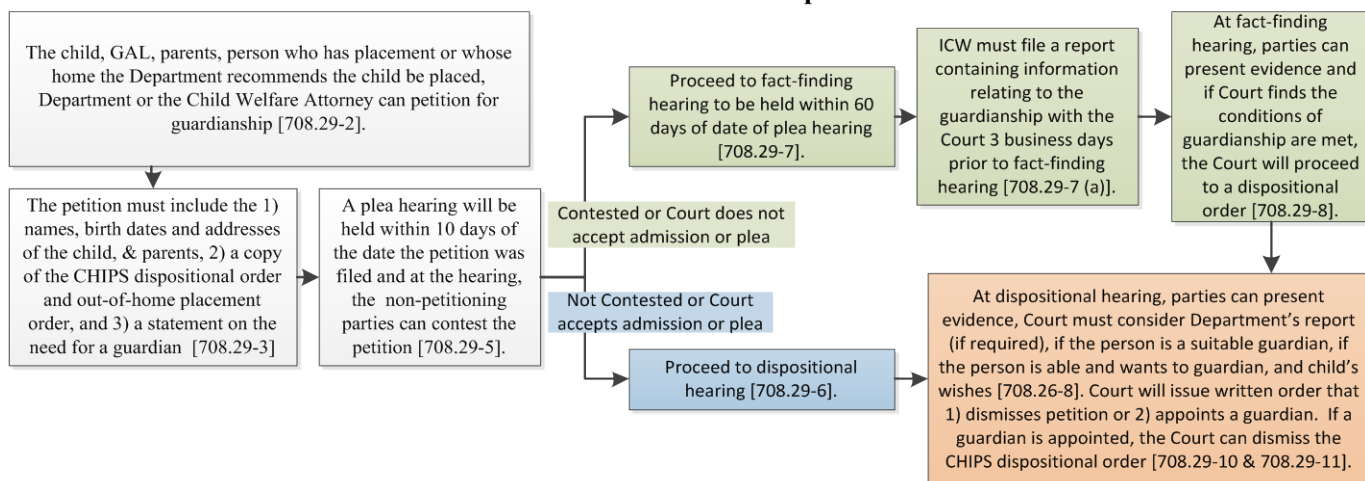 The child, GAL, parents, person who has placement or whose
home the Department recommends the child be placed,
Department or the Child Welfare Attorney can petition for
guardianship [708.29-2].
The petition must include the 1)
names, birth dates and addresses
of the child, & parents, 2) a copy
of the CHIPS dispositional order
and out-of-home placement
order, and 3) a statement on the
need for a guardian [708.29-3]
A plea hearing will be
held within 10 days of
the date the petition was
filed and at the hearing,
the non-petitioning
parties can contest the
petition [708.29-5].
Contested or Court does not
accept admission or plea
Proceed to fact-finding
hearing to be held within 60
days of date of plea hearing
[708.29-7].
ICW must file a report
containing information
relating to the
guardianship with the
Court 3 business days
prior to fact-finding
hearing [708.29-7 (a)].
At fact-finding
hearing, parties can
present evidence and
if Court finds the
conditions of
guardianship are met,
the Court will proceed
to a dispositional
order [708.29-8].
Not Contested or Court
accepts admission or plea
Proceed to dispositional
hearing [708.29-6].
At dispositional hearing, parties can present
evidence, Court must consider Department’s report
(if required), if the person is a suitable guardian, if
the person is able and wants to guardian, and child’s
wishes [708.26-8]. Court will issue written order that
1) dismisses petition or 2) appoints a guardian. If a
guardian is appointed, the Court can dismiss the
CHIPS dispositional order [708.29-10 & 708.29-11].